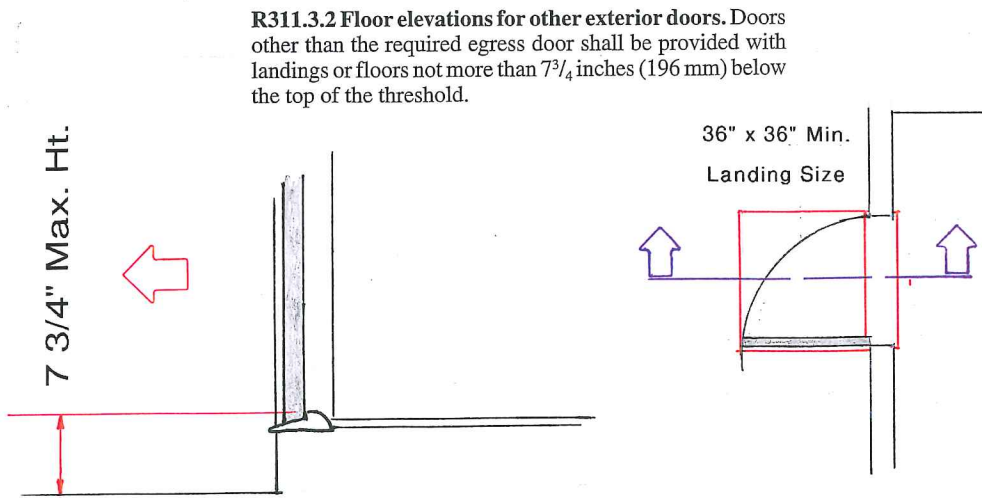 R311.3.2 Floor elevations for other exterior doors. Doors
other than the required egress door shall be provided with
landings or floors not more than 7 3/4 inches (196 mm) below
the top of the threshold.
7 3/4" Max. Ht.
36" x 36" Min.
Landing Size